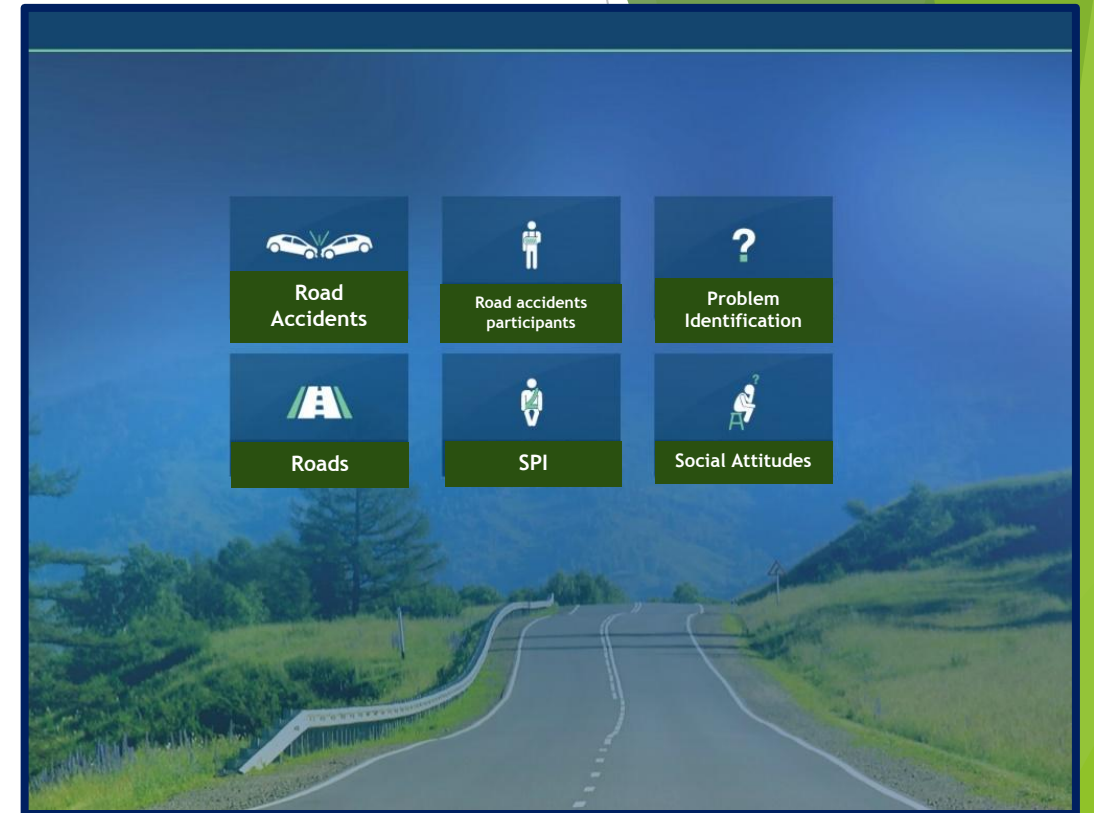 Road
Accidents
Road accidents
participants
?
Problem
Identification
Roads
SPI
?
Social Attitudes